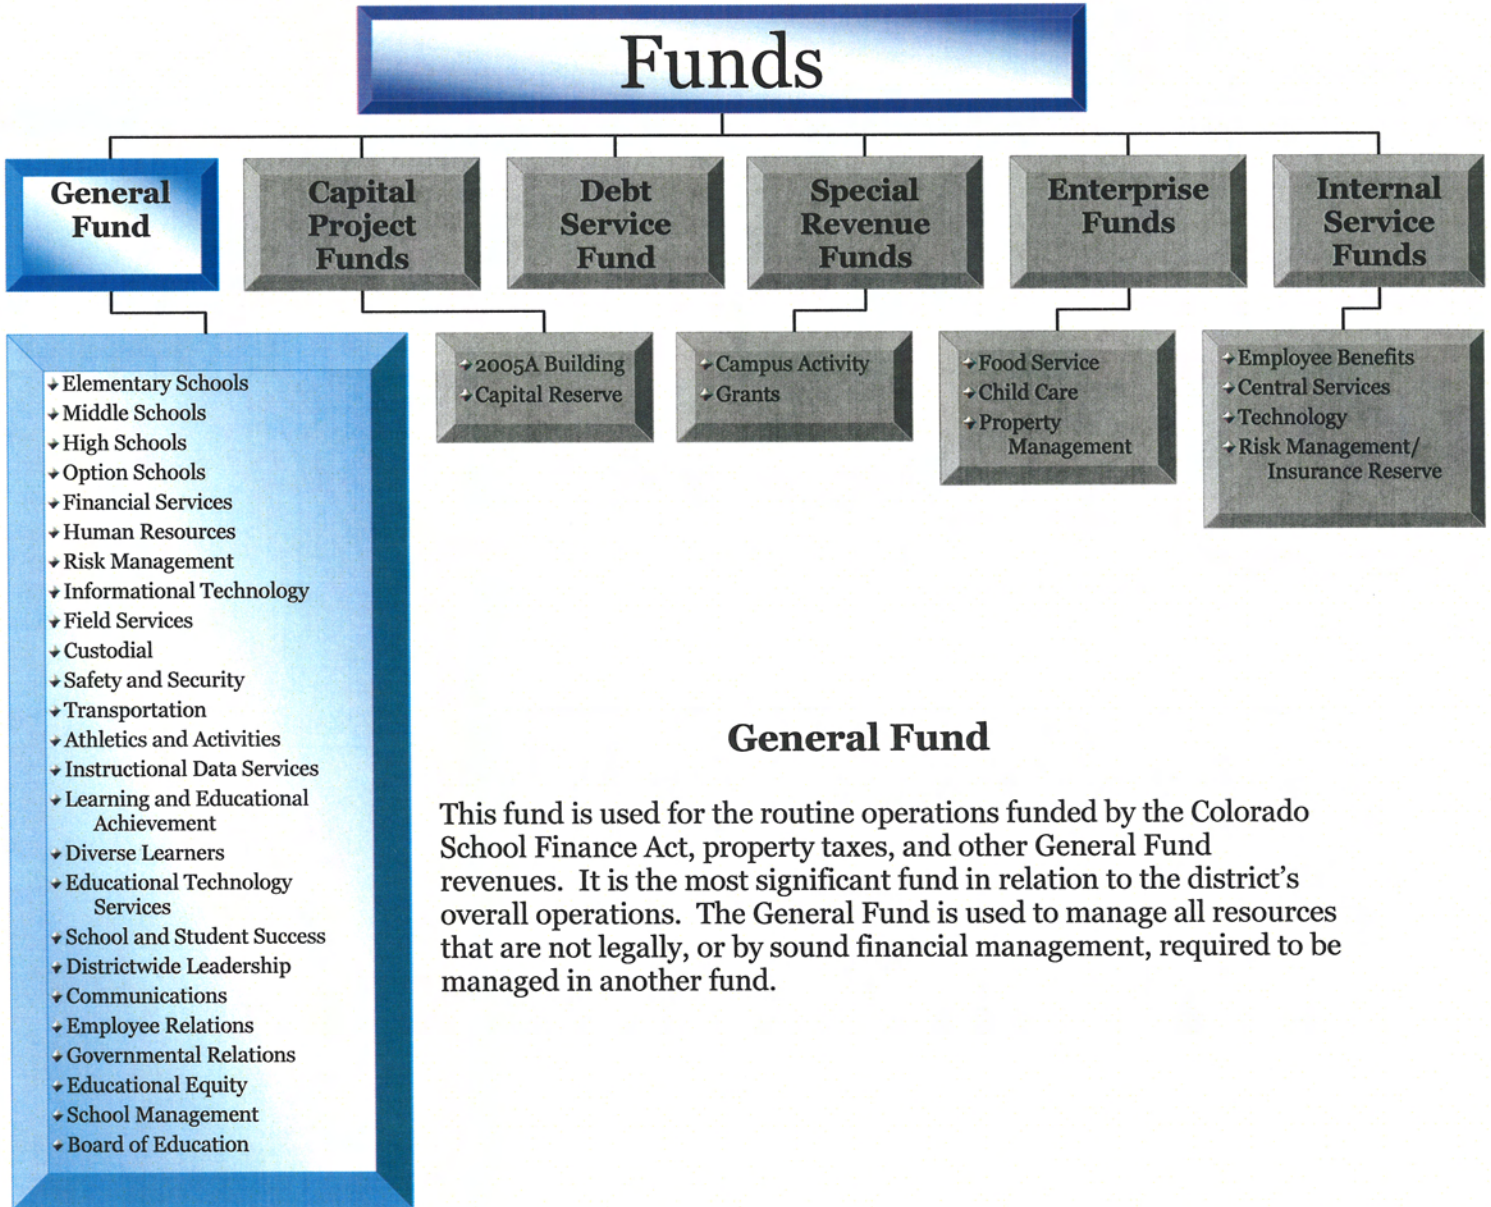 Funds
General
Fund
Capital
Project
Funds
Debt
Service
Fund
Special
Revenue
Funds
Enterprise
Funds
Internal
Service
Funds
Elementary Schools
Middle Schools
High Schools
Option Schools
Financial Services
Human Resources
Risk Management
Informational Technology
Field Services
Custodial
Safety and Security
Transportation
Athletics and Activities
Instructional Data Services
Learning and Educational
Achievement
Diverse Learners
Educational Technology
Services
School and Student Success
Districtwide Leadership
Communications
Employee Relations
Governmental Relations
Educational Equity
School Management
Board of Education
2005A Building
Capital Reserve
Campus Activity
Grants
Food Service
Child Care
Property
Management
Employee Benefits
Central Services
Technology
Risk Management/
Insurance Reserve
General Fund
This fund is used for the routine operations funded by the Colorado
School Finance Act, property taxes, and other General Fund
revenues.  It is the most significant fund in relation to the district’s
overall operations.  The General Fund is used to manage all resources
that are not legally, or by sound financial management, required to be
managed in another fund.